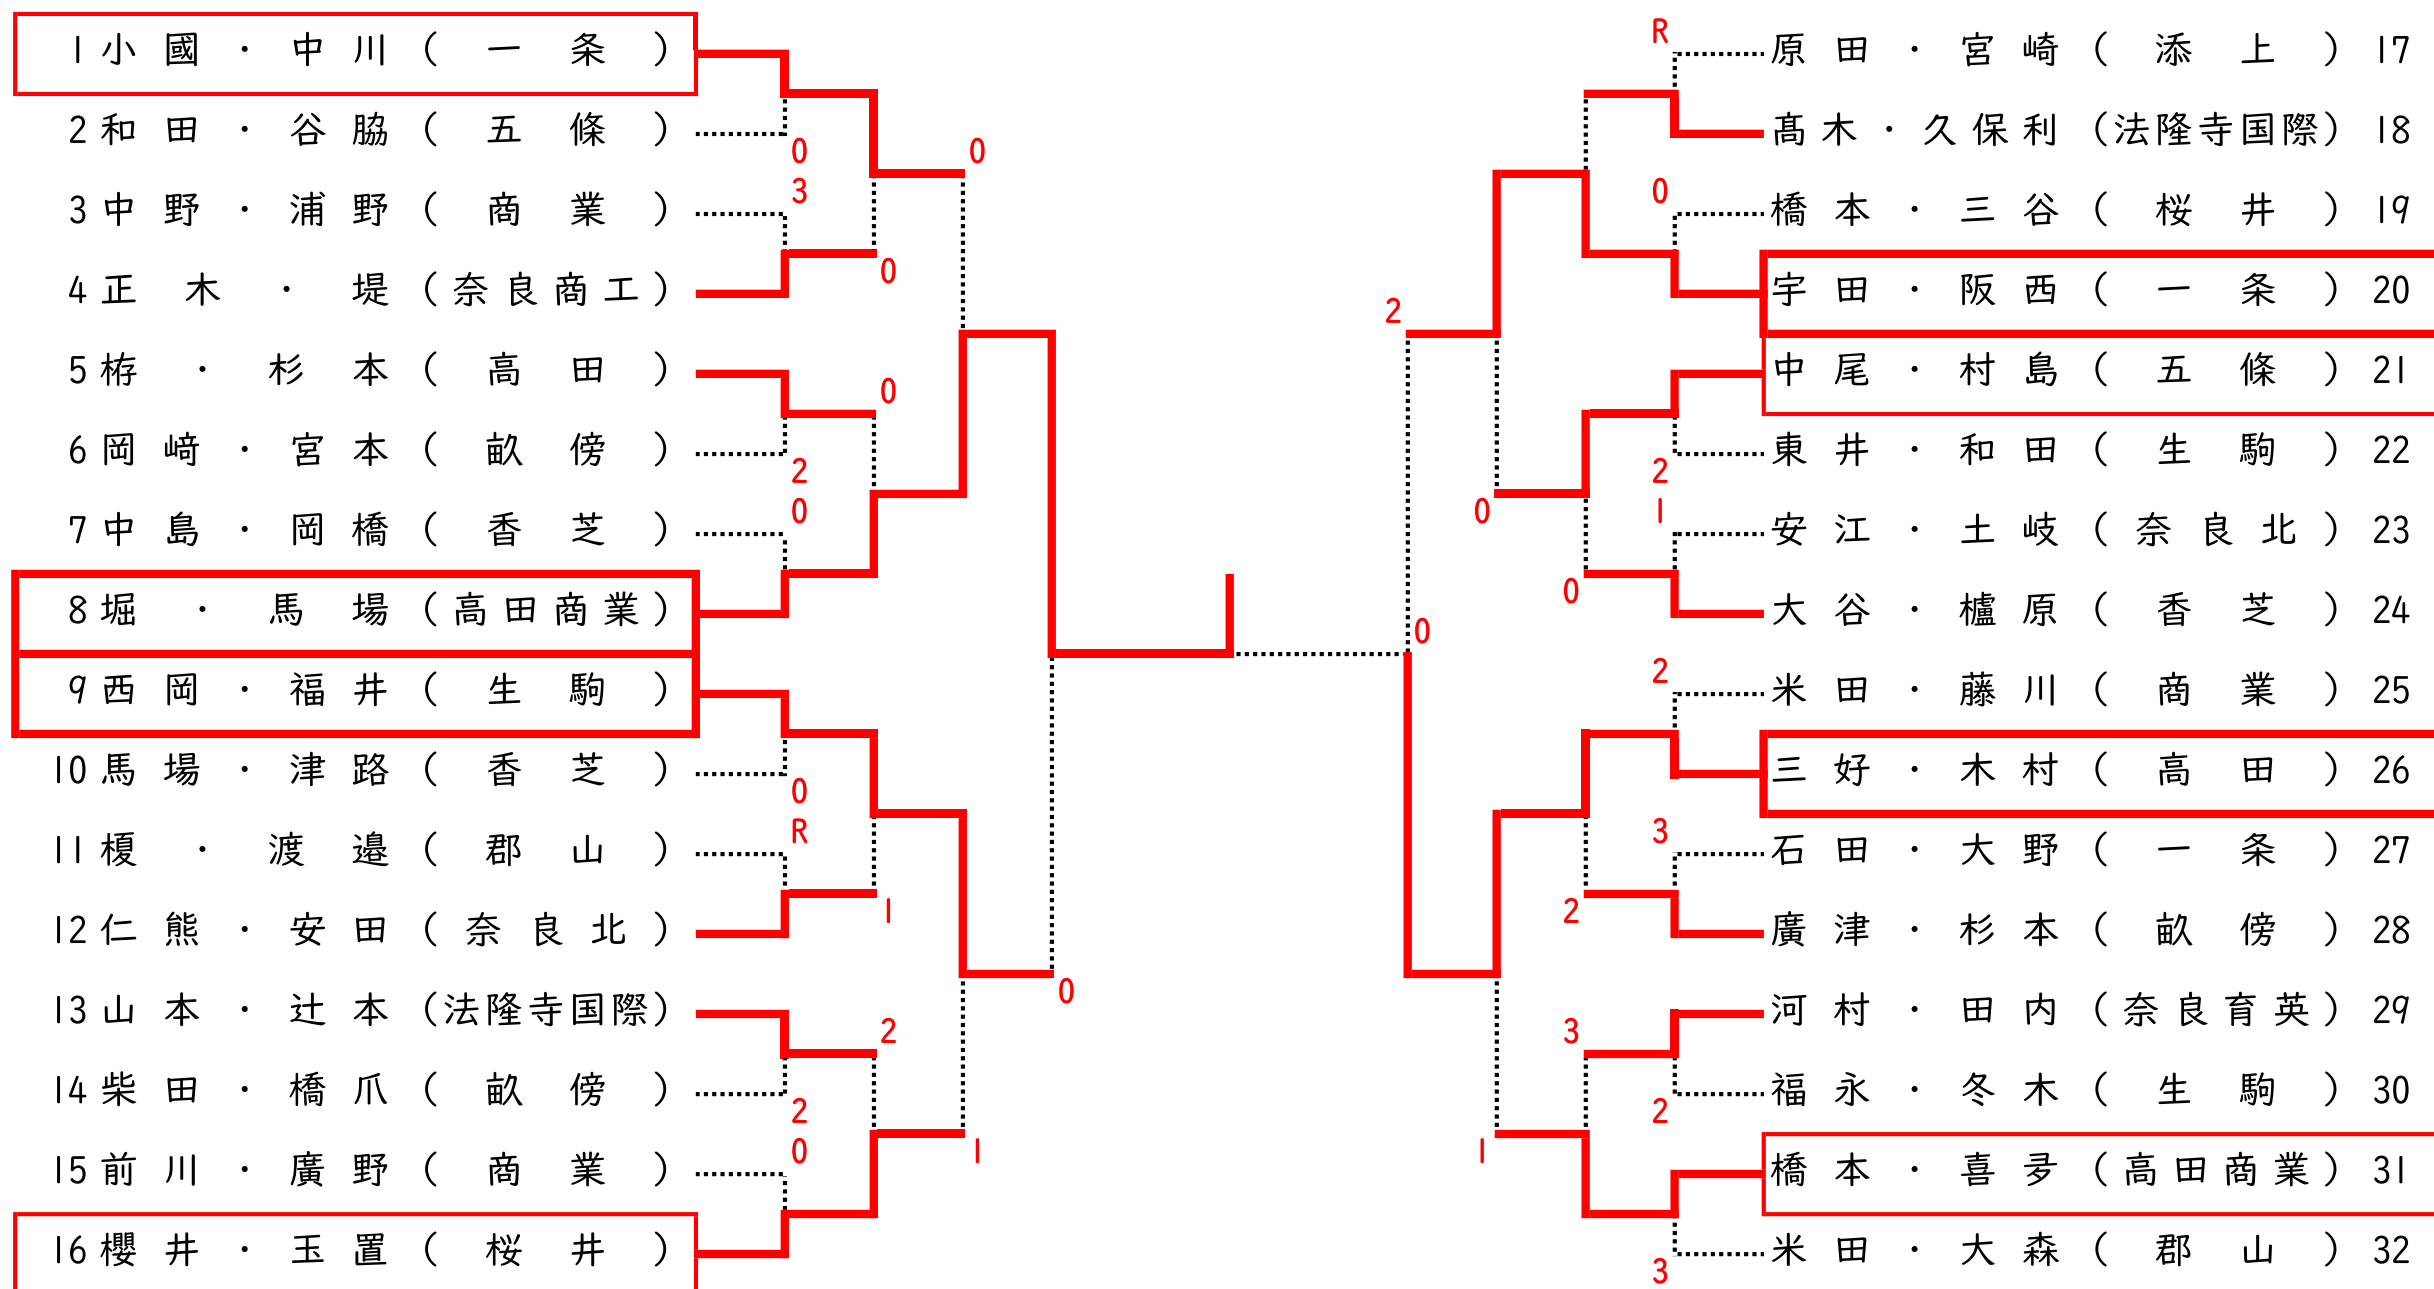 1 小國・中川（一条）
2 和田・谷脇（五條）
3 中野・浦野（商業）
4 正木・堤（奈良商工）
5 栫・杉本（高田）
6 岡﨑・宮本（畝傍）
7 中島・岡橋（香芝）
8 堀・馬場（高田商業）
9 西岡・福井（生駒）
10 馬場・津路（香芝）
11 榎・渡邉（郡山）
12 仁熊・安田（奈良北）
13 山本・辻本（法隆寺国際）
14 柴田・橋爪（畝傍）
15 前川・廣野（商業）
16 櫻井・玉置（桜井）
0
3
2
0
0
R
2
0
0
0
1
2
0
1
0
2
0
0
1
0
2
3
R
0
2
1
2
3
2
3
原田・宮崎（添上）17
髙木・久保利（法隆寺国際）18
橋本・三谷（桜井）19
宇田・阪西（一条）20
中尾・村島（五條）21
東井・和田（生駒）22
安江・土岐（奈良北）23
大谷・櫨原（香芝）24
米田・藤川（商業）25
三好・木村（高田）26
石田・大野（一条）27
廣津・杉本（畝傍）28
河村・田内（奈良育英）29
福永・冬木（生駒）30
橋本・喜多（高田商業）31
米田・大森（郡山）32